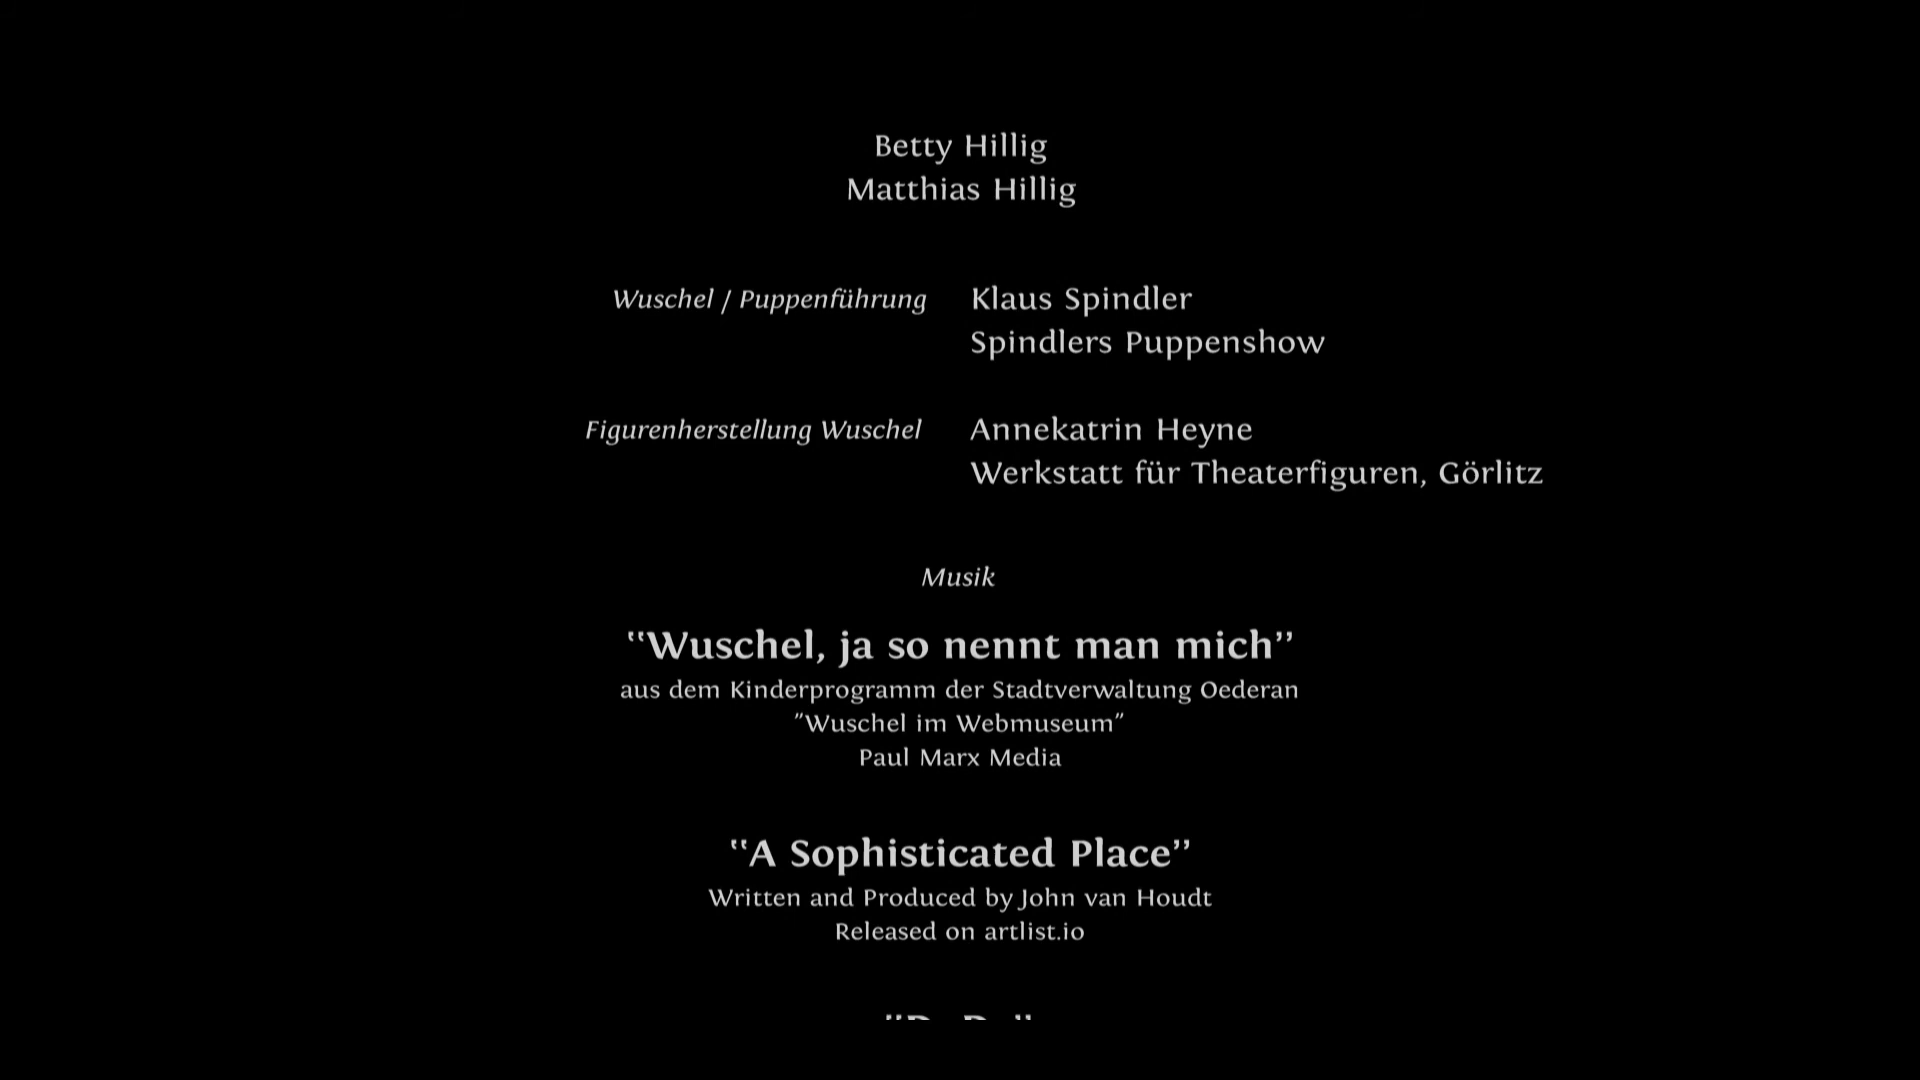 Betty Hillig
Matthias Hillig
Wuschel / Puppenführung Klaus Spindler
Spindlers Puppenshow
Figurenherstellung Wuschel Annekatrin Heyne
Werkstatt für Theaterfiguren, Görlitz
Musik
"Wuschel, ja so nennt man mich"
aus dem Kinderprogramm der Stadtverwaltung Oederan
"Wuschel im Webmuseum"
Paul Marx Media
"A Sophisticated Place"
Written and Produced by John van Houdt
Released on artlist.io